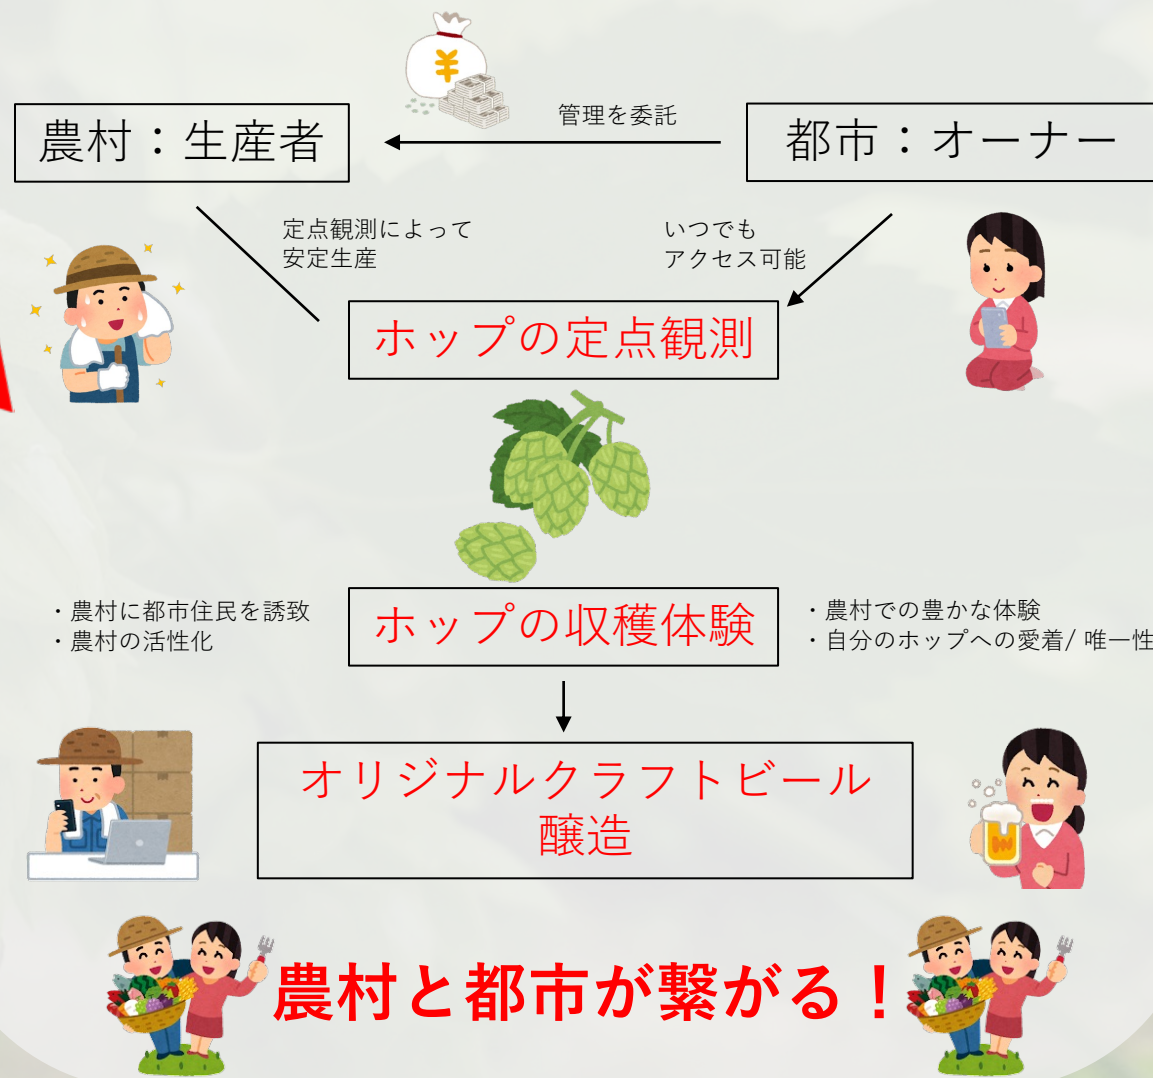 ¥
管理を委託
農村：生産者
都市：オーナー
定点観測によって
安定生産
いつでも
アクセス可能
ホップの定点観測
・農村に都市住民を誘致
・農村の活性化
ホップの収穫体験
・農村での豊かな体験
・自分のホップへの愛着/ 唯一性
オリジナルクラフトビール
醸造
農村と都市が繋がる！